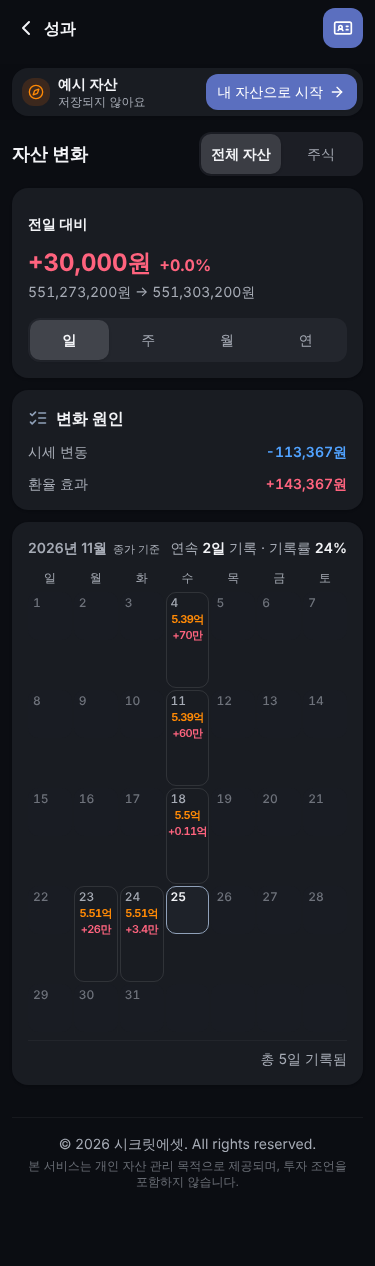 성과
예시 자산
저장되지 않아요
내 자산으로 시작 →
자산 변화
전체 자산 주식
전일 대비
+30,000원 +0.0%
551,273,200원 → 551,303,200원
일 주 월 연
변화 원인
시세 변동 -113,367원
환율 효과 +143,367원
2026년 11월 종가 기준 연속 2일 기록 · 기록률 24%
일 월 화 수 목 금 토
1 2 3 4 5 6 7
5.39억
+70만
8 9 10 11 12 13 14
5.39억
+60만
15 16 17 18 19 20 21
5.5억
+0.11억
22 23 24 25 26 27 28
5.51억 5.51억
+26만 +3.4만
29 30 31
총 5일 기록됨
© 2026 시크릿에셋. All rights reserved.
본 서비스는 개인 자산 관리 목적으로 제공되며, 투자 조언을
포함하지 않습니다.